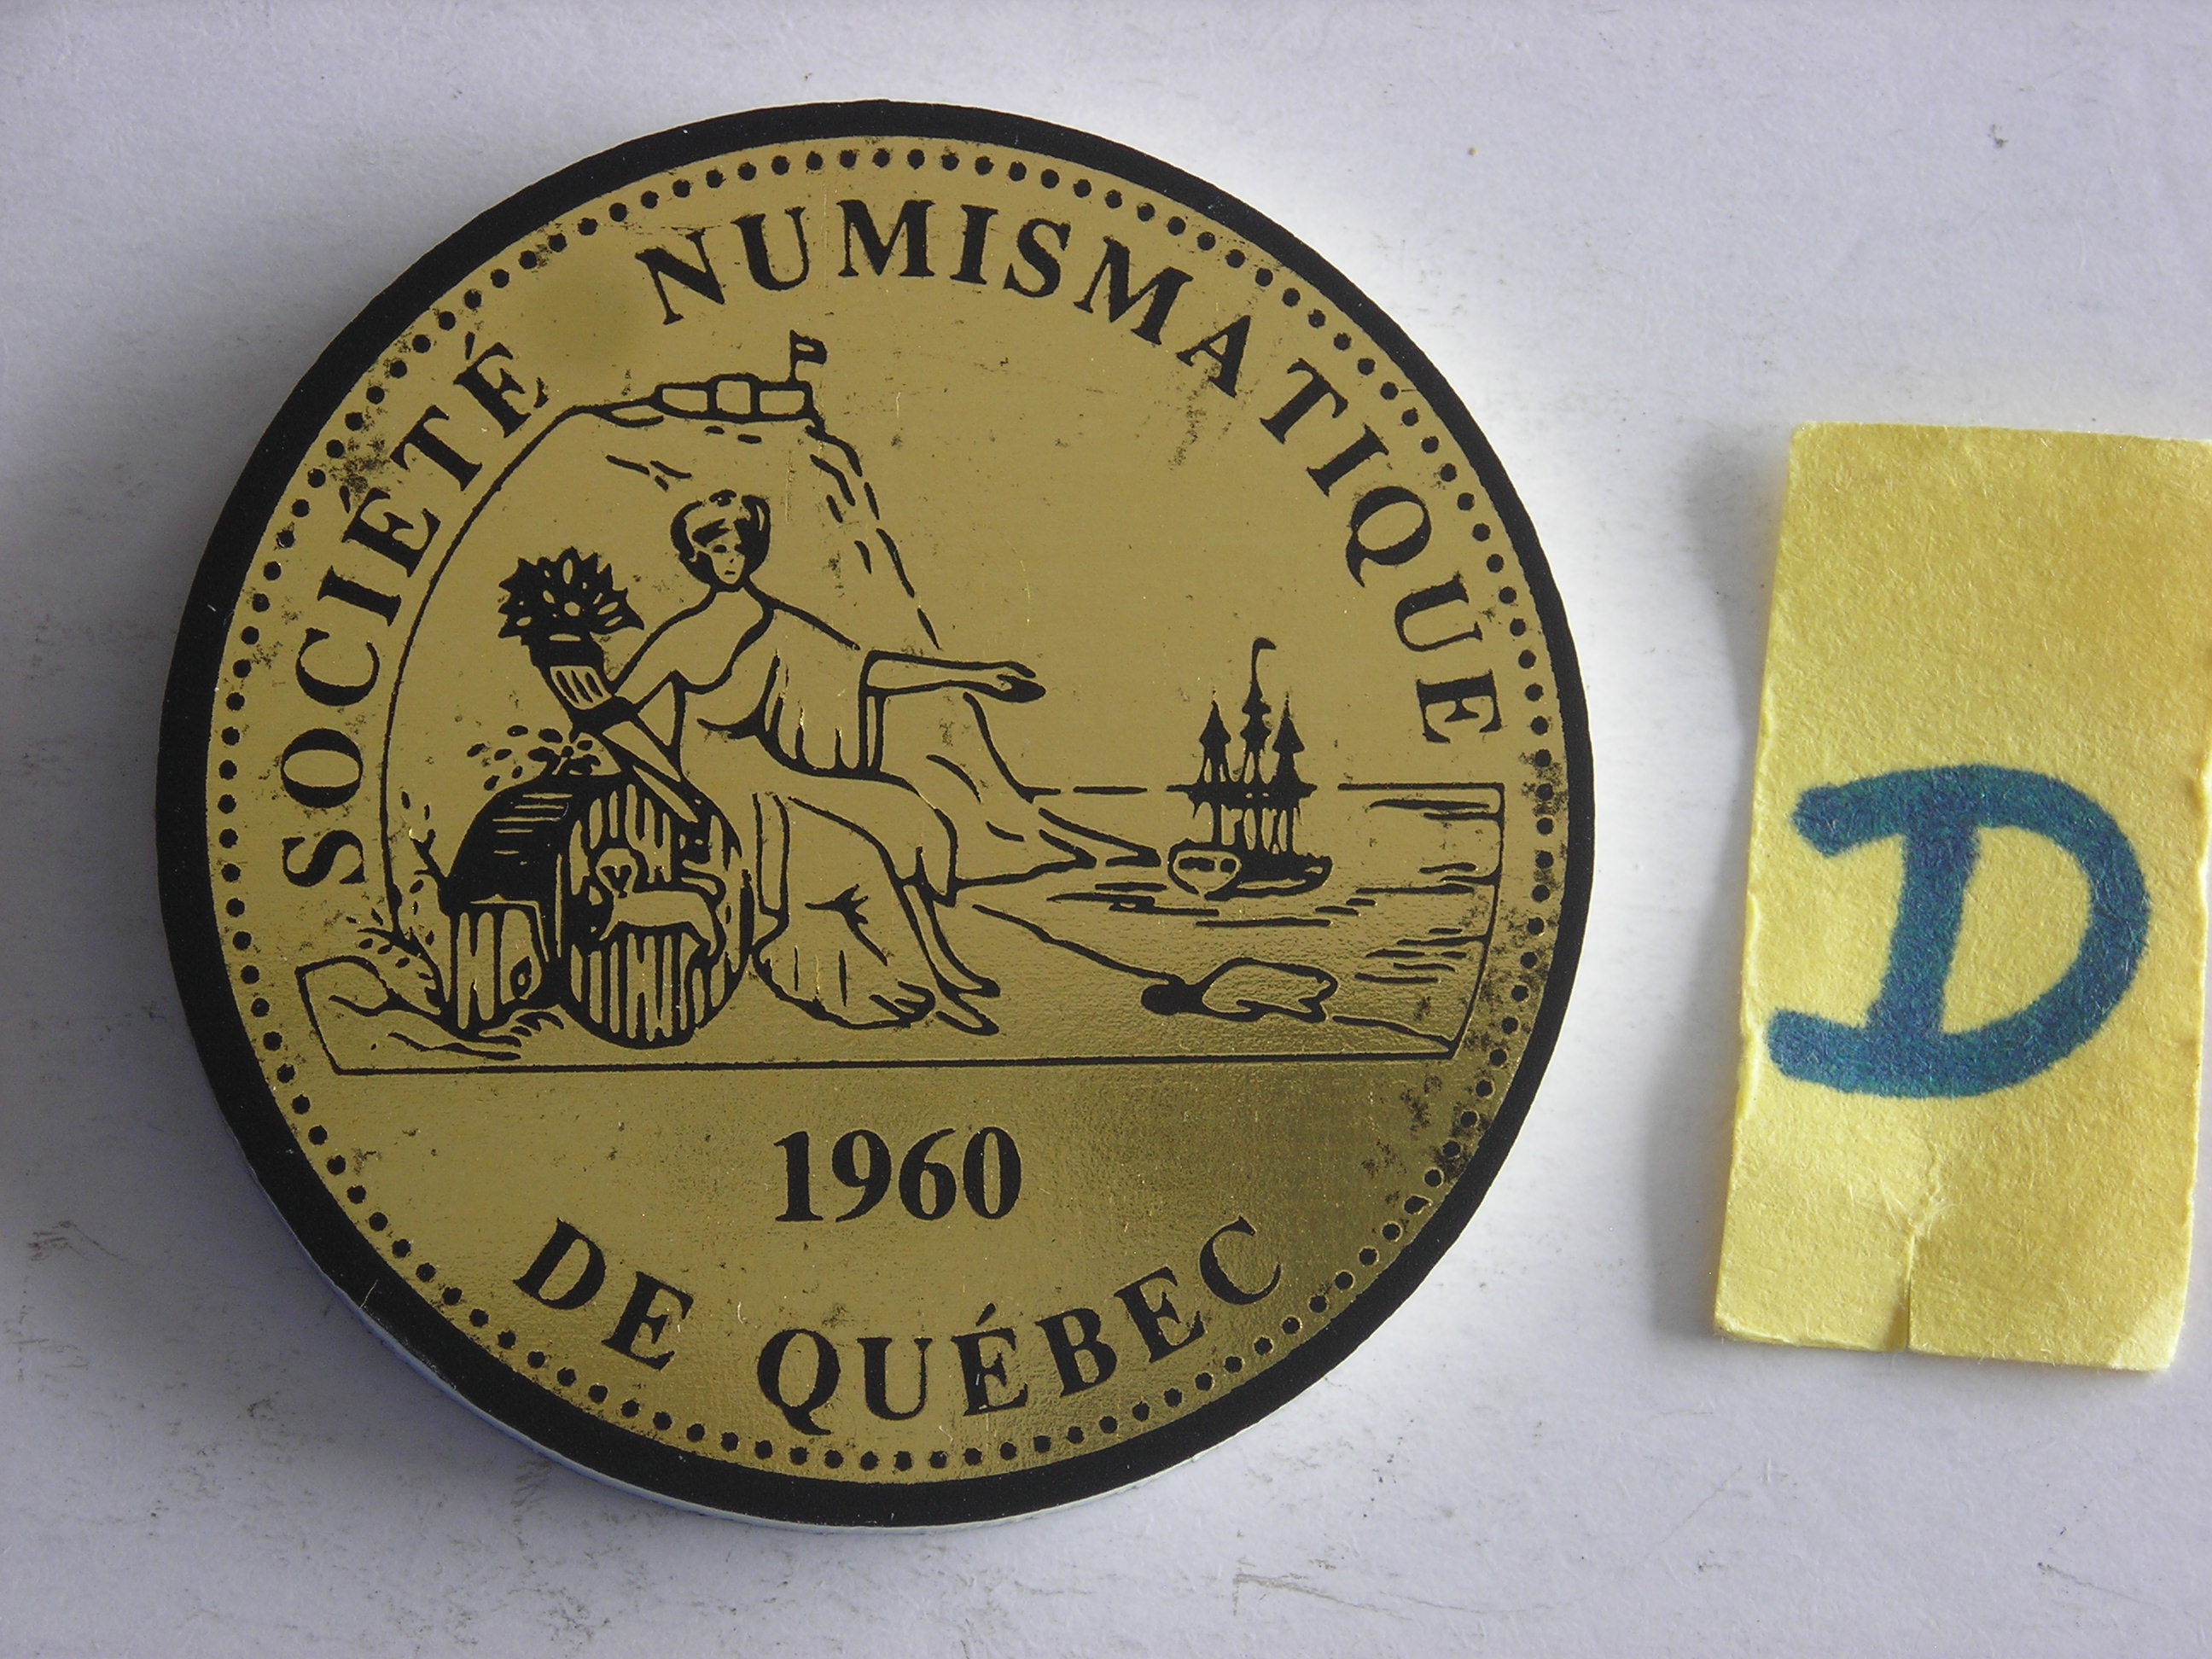 SOCIÉTÉ NUMISMATIQUE
1960
DE QUÉBEC
D